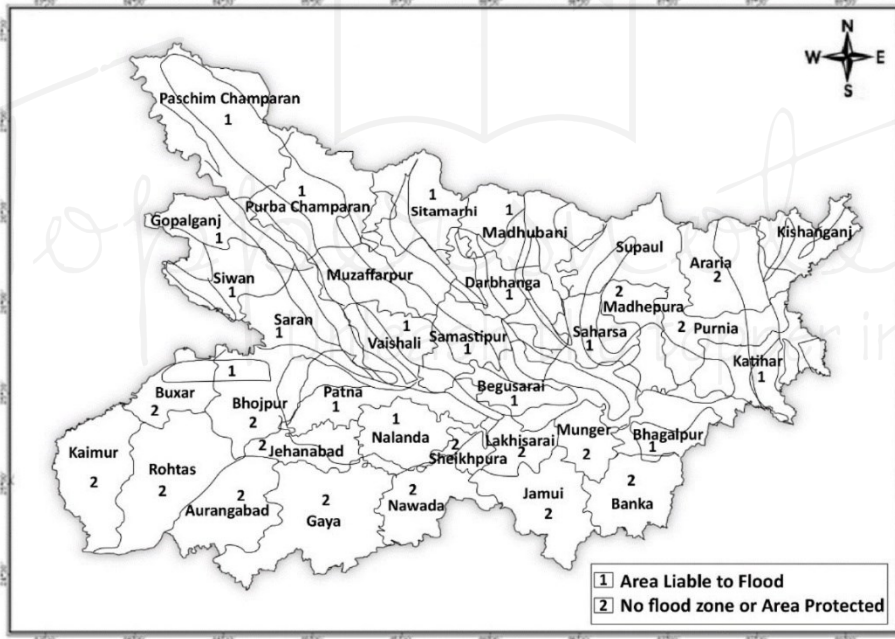 N
W E
S
Paschim Champaran
1
1
Purba Champaran
1
Sitamarhi
1
Madhubani
Gopalganj
1
Kishanganj
Supaul
Araria
2
Siwan
1
Muzaffarpur
Darbhanga
1
2
Madhepura
2 Purnia
Saran
1
1
Vaishali
Samastipur
1
Saharsa
1
Katihar
1
1
Buxar
2
Bhojpur
2
Patna
1
Begusarai
1
1
Nalanda
2
Sheikhpura
Lakhisarai
2
Munger
2
Bhagalpur
1
2
Jehanabad
Kaimur
2
Rohtas
2
2
Aurangabad
2
Gaya
2
Nawada
Jamui
2
2
Banka
1 Area Liable to Flood
2 No flood zone or Area Protected